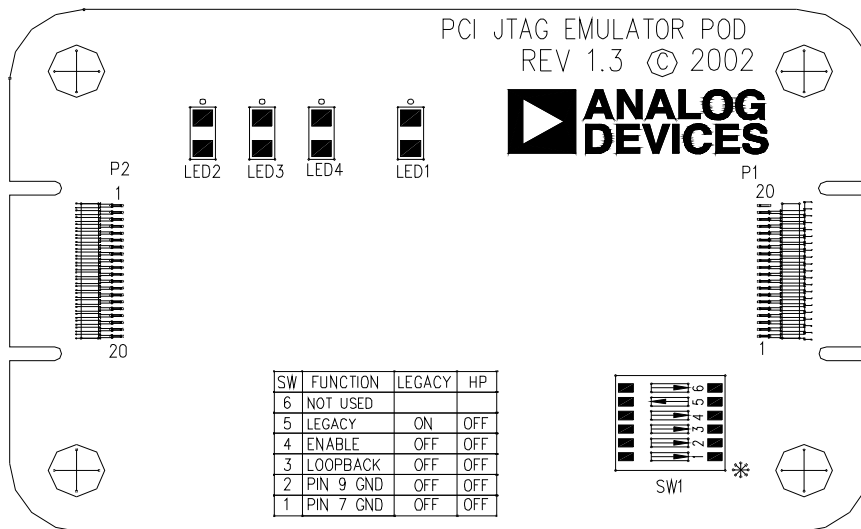 PCI JTAG EMULATOR POD
REV 1.3 © 2002
ANALOG
DEVICES
LED2 LED3 LED4 LED1
P2
1
20
P1
20
1
SW FUNCTION LEGACY HP
6 NOT USED
5 LEGACY ON OFF
4 ENABLE OFF OFF
3 LOOPBACK OFF OFF
2 PIN 9 GND OFF OFF
1 PIN 7 GND OFF OFF
6
5
4
3
2
1
SW1